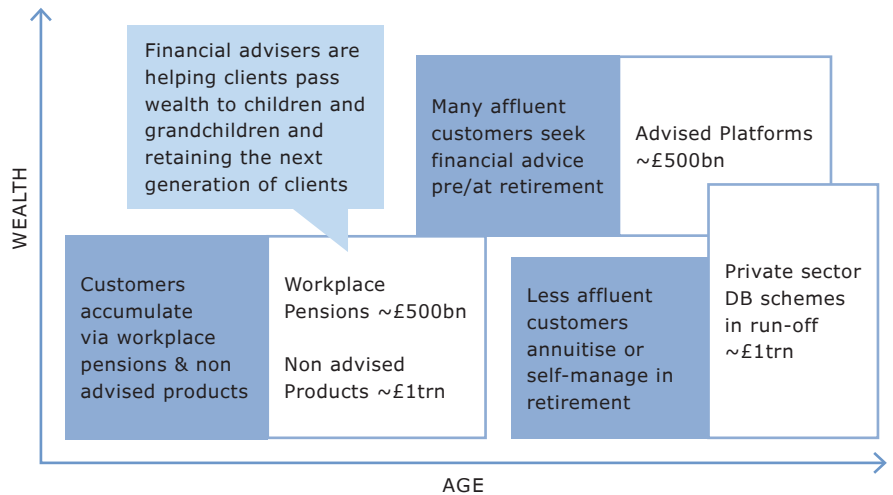 WEALTH
Financial advisers are
helping clients pass
wealth to children and
grandchildren and
retaining the next
generation of clients
Many affluent
customers seek
financial advice
pre/at retirement
Advised Platforms
~£500bn
Customers
accumulate
via workplace
pensions & non
advised products
Workplace
Pensions ~£500bn
Non advised
Products ~£1trn
Less affluent
customers
annuitise or
self-manage in
retirement
Private sector
DB schemes
in run-off
~£1trn
AGE